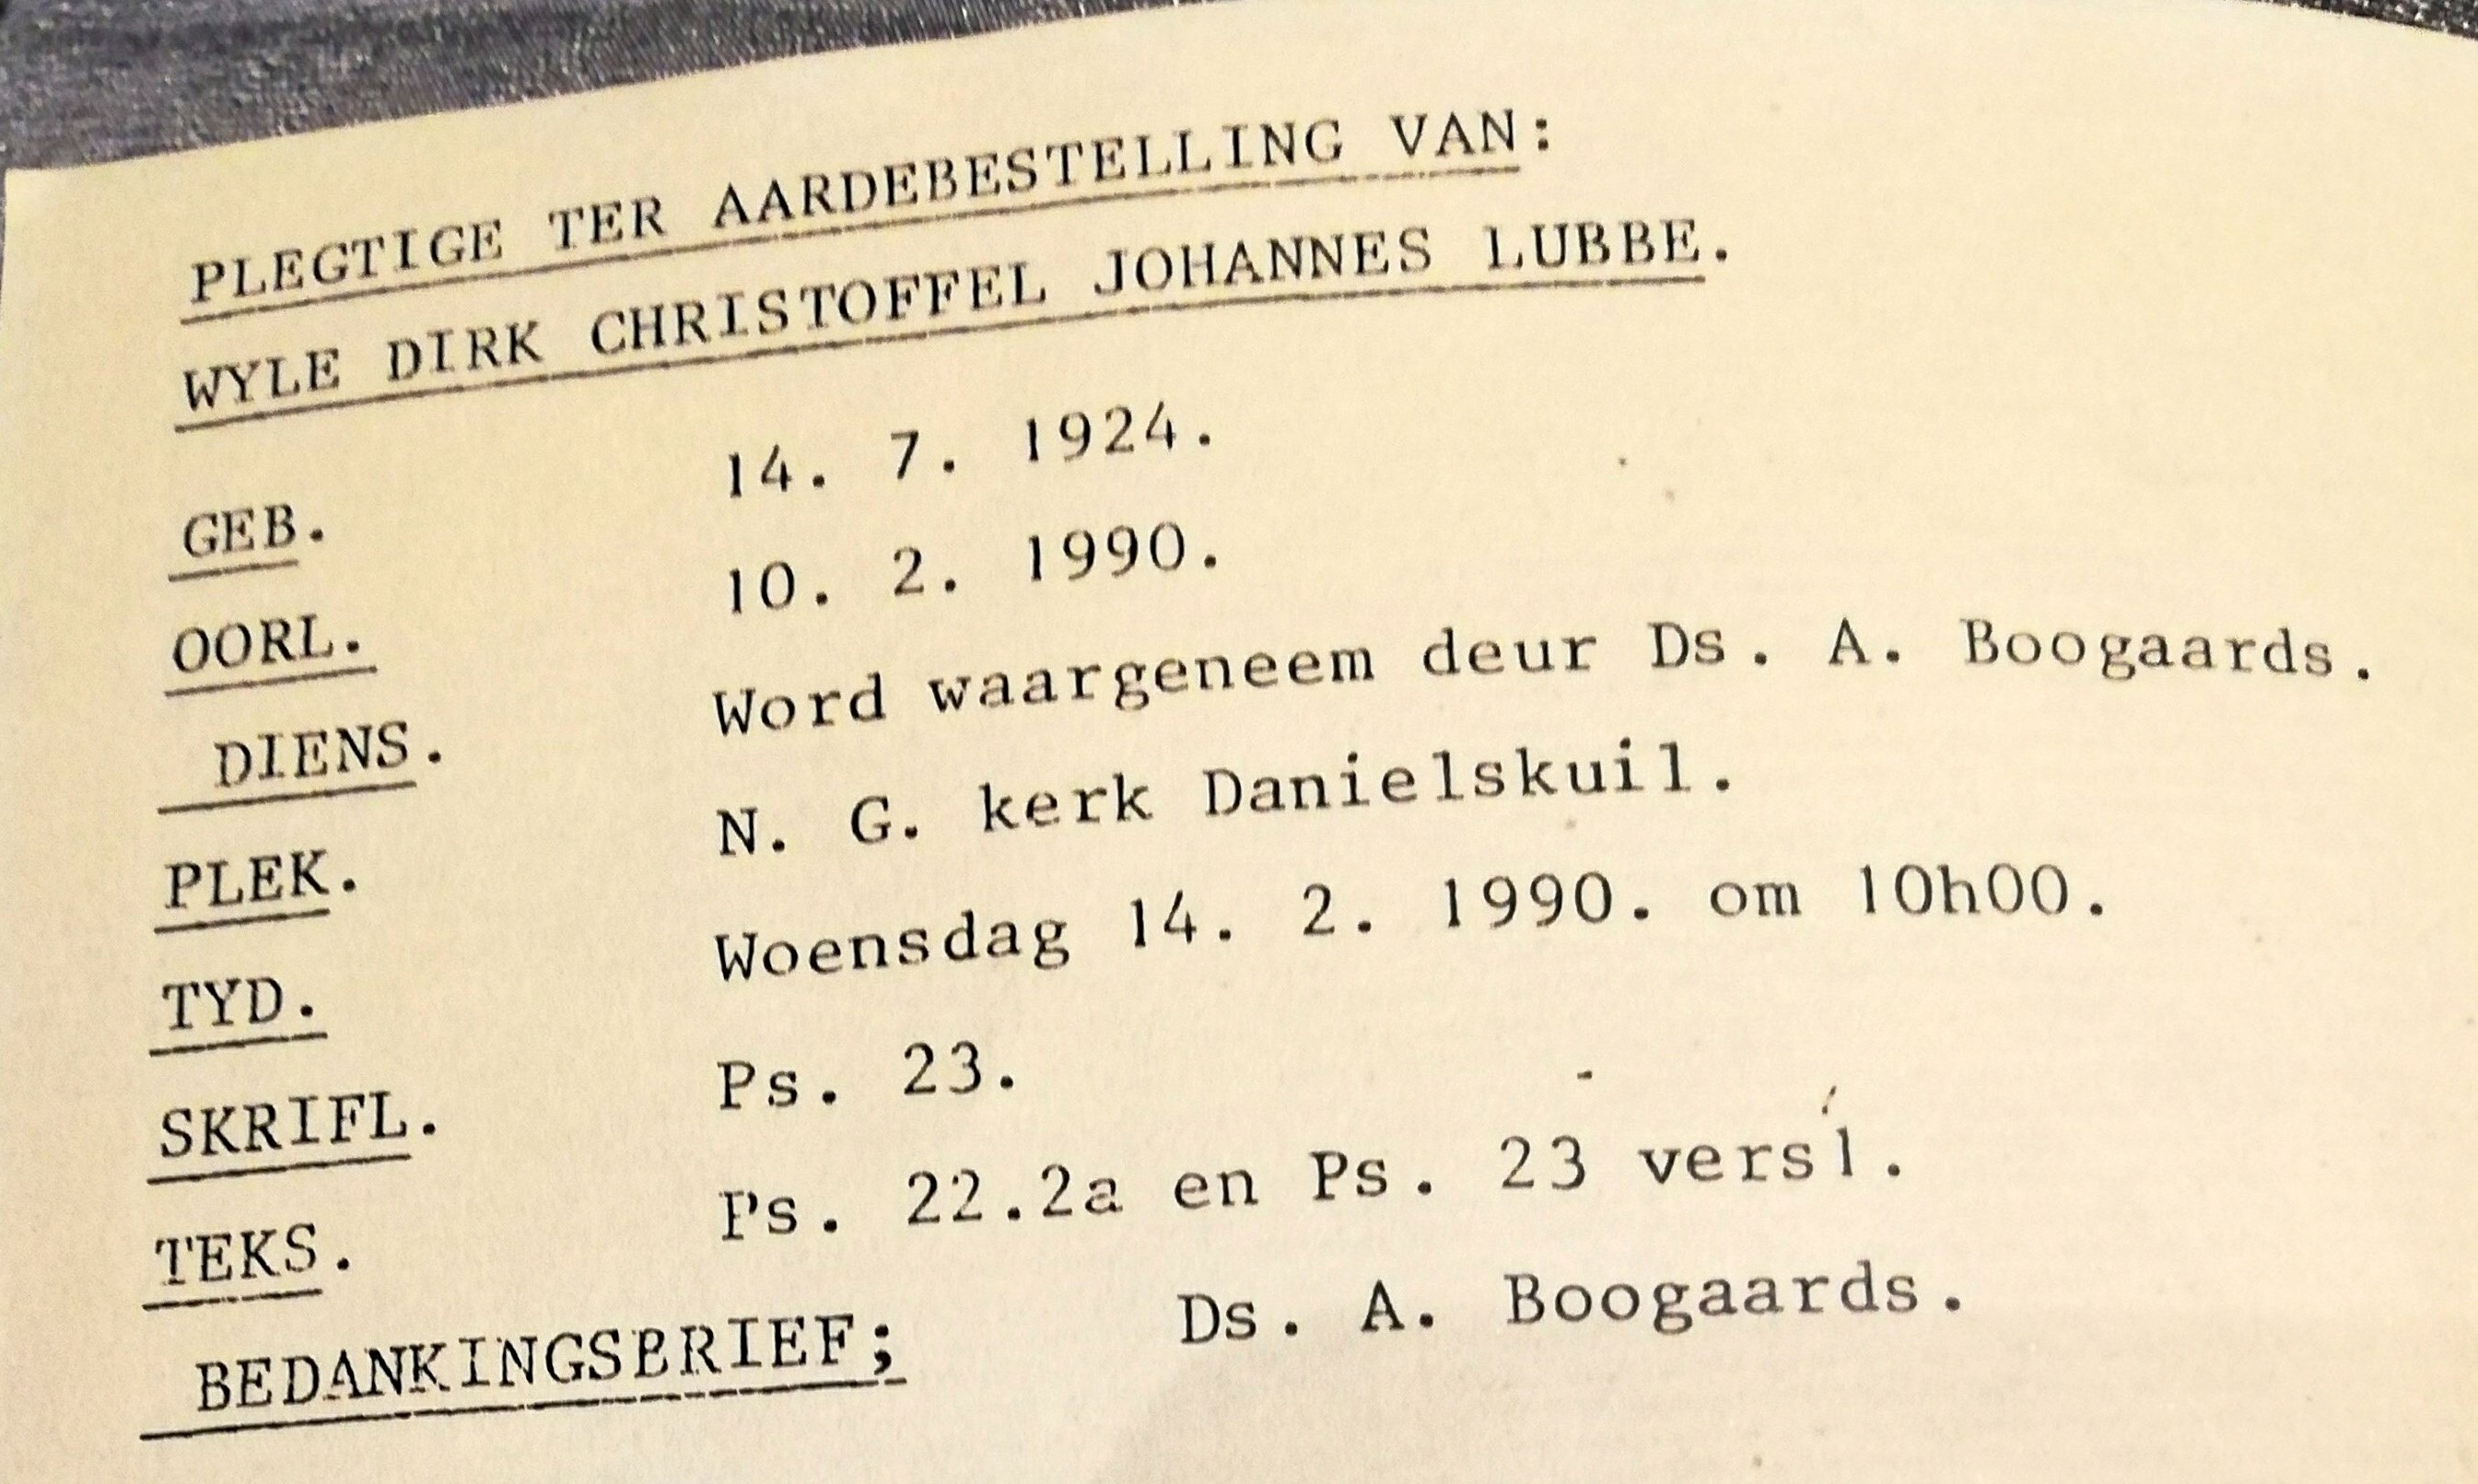 PLEGTIGE TER AARDEBESTELLING VAN:
WYLE DIRK CHRISTOFFEL JOHANNES LUBBE.
GEB. 14. 7. 1924.
OORL. 10. 2. 1990.
DIENS. Word waargeneem deur Ds. A. Boogaards.
PLEK. N. G. kerk Danielskuil.
TYD. Woensdag 14. 2. 1990. om 10h00.
SKRIFL. Ps. 23.
TEKS. Ps. 22.2a en Ps. 23 vers1.
BEDANKINGSBRIEF; Ds. A. Boogaards.